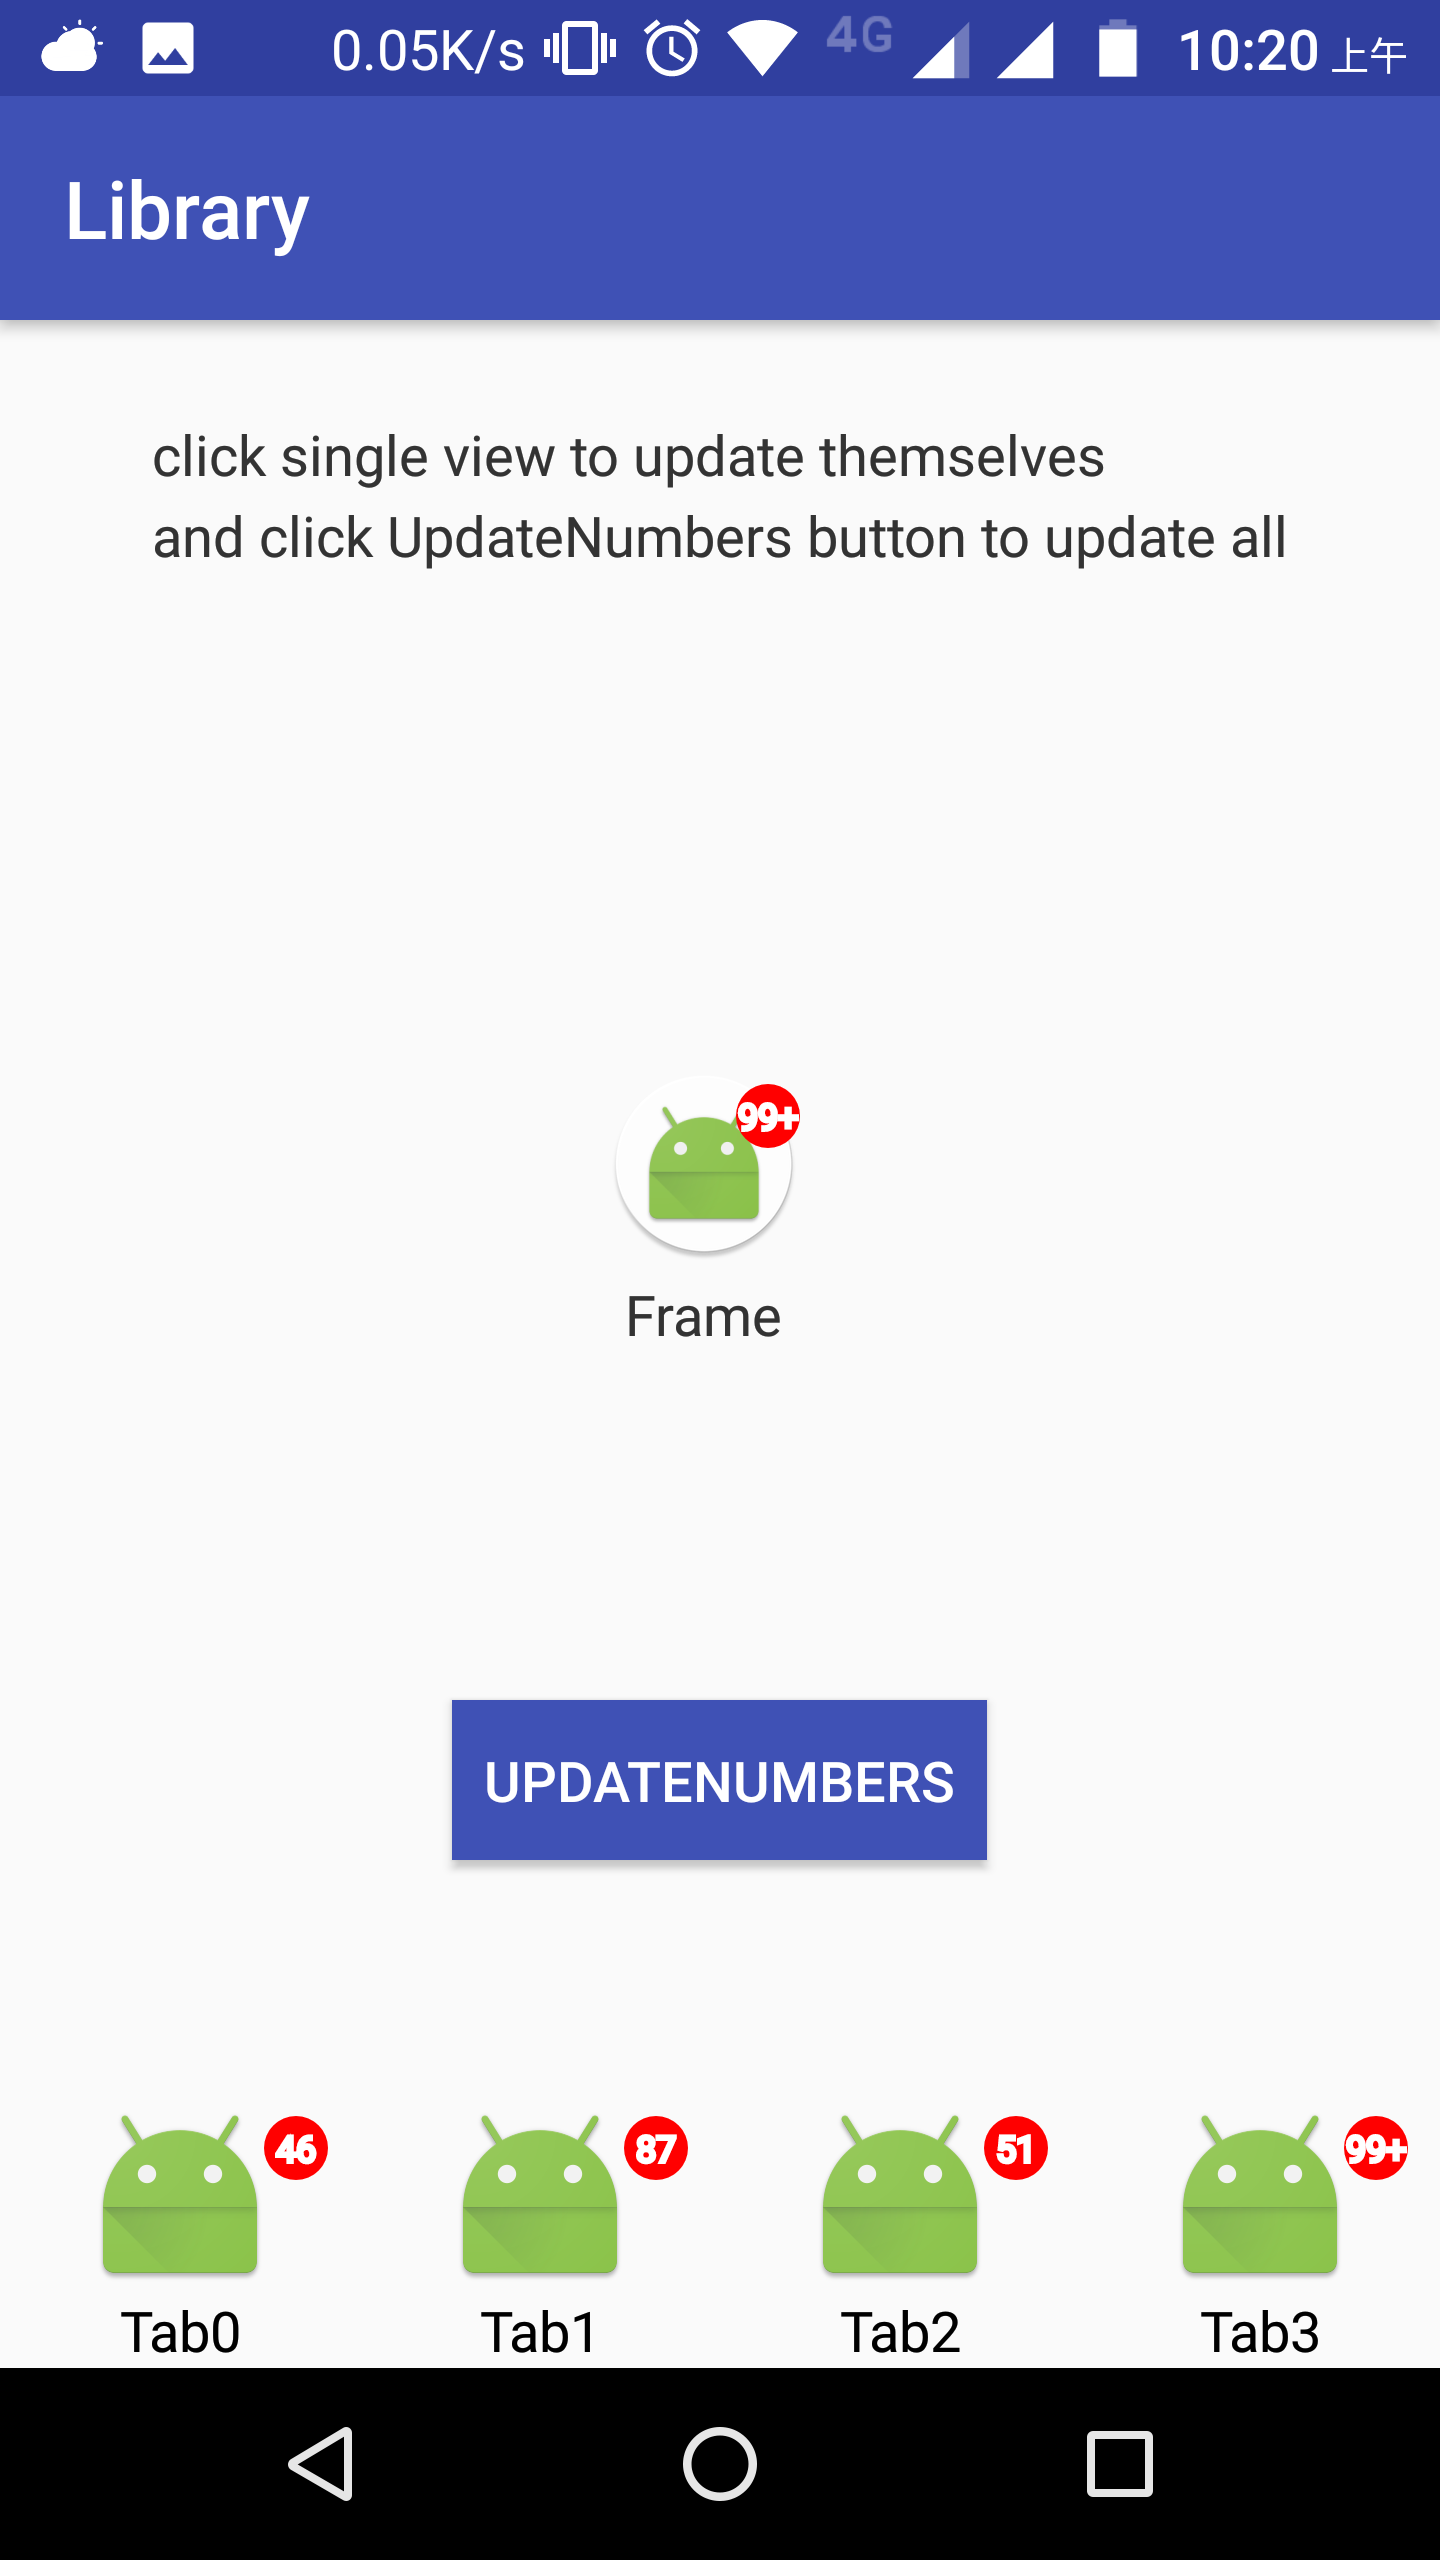 0.05K/s 4G 10:20 上午
Library
click single view to update themselves
and click UpdateNumbers button to update all
99+
Frame
UPDATENUMBERS
46 87 51 99+
Tab0 Tab1 Tab2 Tab3